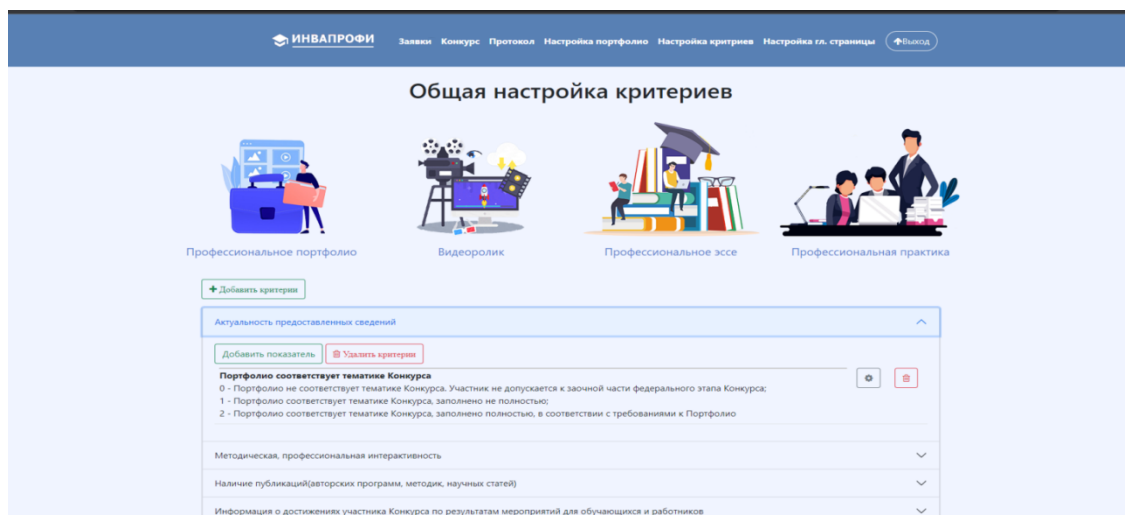 ИНВАПРОФИ
Заявки Конкурс Протокол Настройка портфолио Настройка критриев Настройка гл. страницы Выход
Общая настройка критериев
Профессиональное портфолио Видеоролик Профессиональное эссе Профессиональная практика
+ Добавить критерии
Актуальность предоставленных сведений
Добавить показатель Удалить критерии
Портфолио соответствует тематике Конкурса
0 - Портфолио не соответствует тематике Конкурса. Участник не допускается к заочной части федерального этапа Конкурса;
1 - Портфолио соответствует тематике Конкурса, заполнено не полностью;
2 - Портфолио соответствует тематике Конкурса, заполнено полностью, в соответствии с требованиями к Портфолио
Методическая, профессиональная интерактивность
Наличие публикаций(авторских программ, методик, научных статей)
Информация о достижениях участника Конкурса по результатам мероприятий для обучающихся и работников